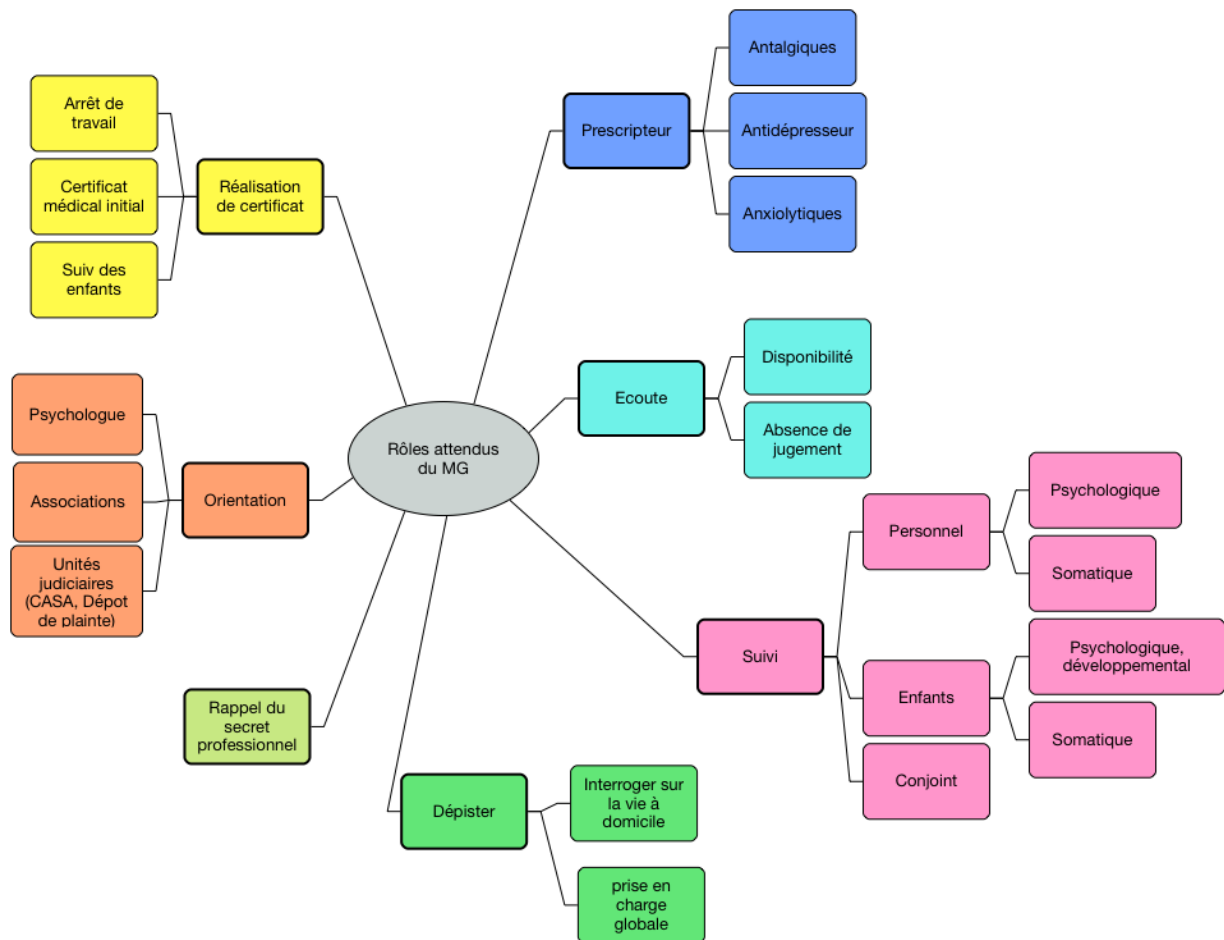 Rôles attendus
du MG
Prescripteur
Antalgiques
Antidépresseur
Anxiolytiques
Ecoute
Disponibilité
Absence de
jugement
Suivi
Personnel
Psychologique
Somatique
Enfants
Psychologique,
développemental
Somatique
Conjoint
Dépister
Interroger sur
la vie à
domicile
prise en
charge
globale
Rappel du
secret
professionnel
Orientation
Psychologue
Associations
Unités
judiciaires
(CASA, Dépot
de plainte)
Réalisation
de certificat
Arrêt de
travail
Certificat
médical initial
Suiv des
enfants